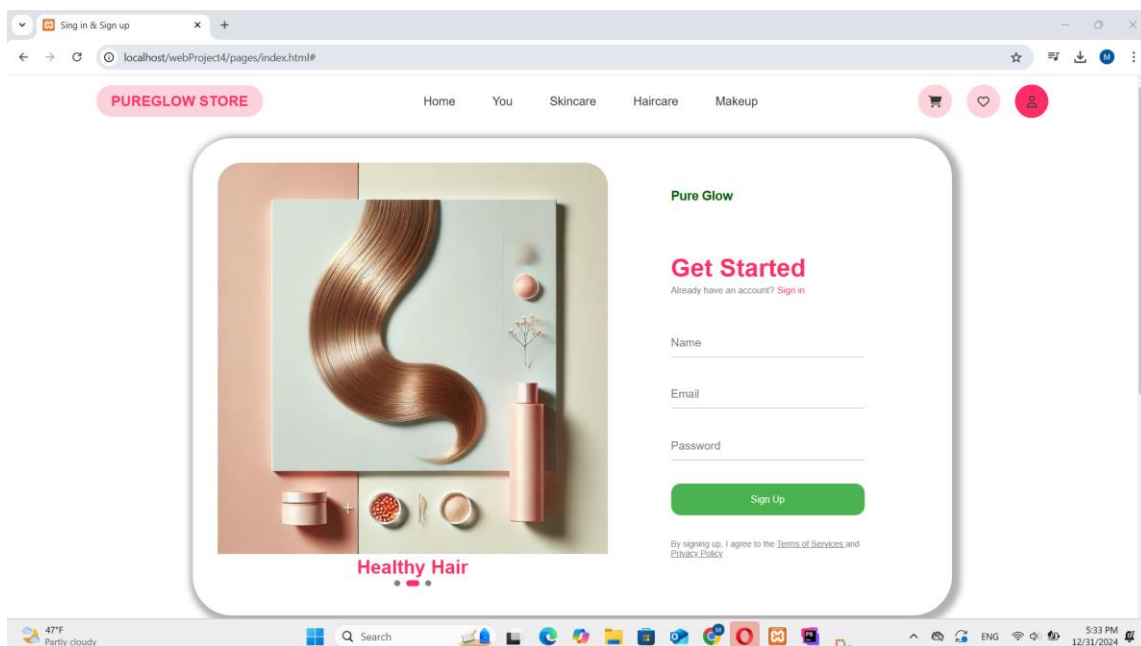 Sing in & Sign up
localhost/webProject4/pages/index.html#
M
PUREGLOW STORE
Home You Skincare Haircare Makeup
Pure Glow
Get Started
Already have an account? Sign in
Name
Email
Password
Sign Up
By signing up, I agree to the Terms of Services and
Privacy Policy
Healthy Hair
47°F
Partly cloudy
Search
ENG
5:33 PM
12/31/2024